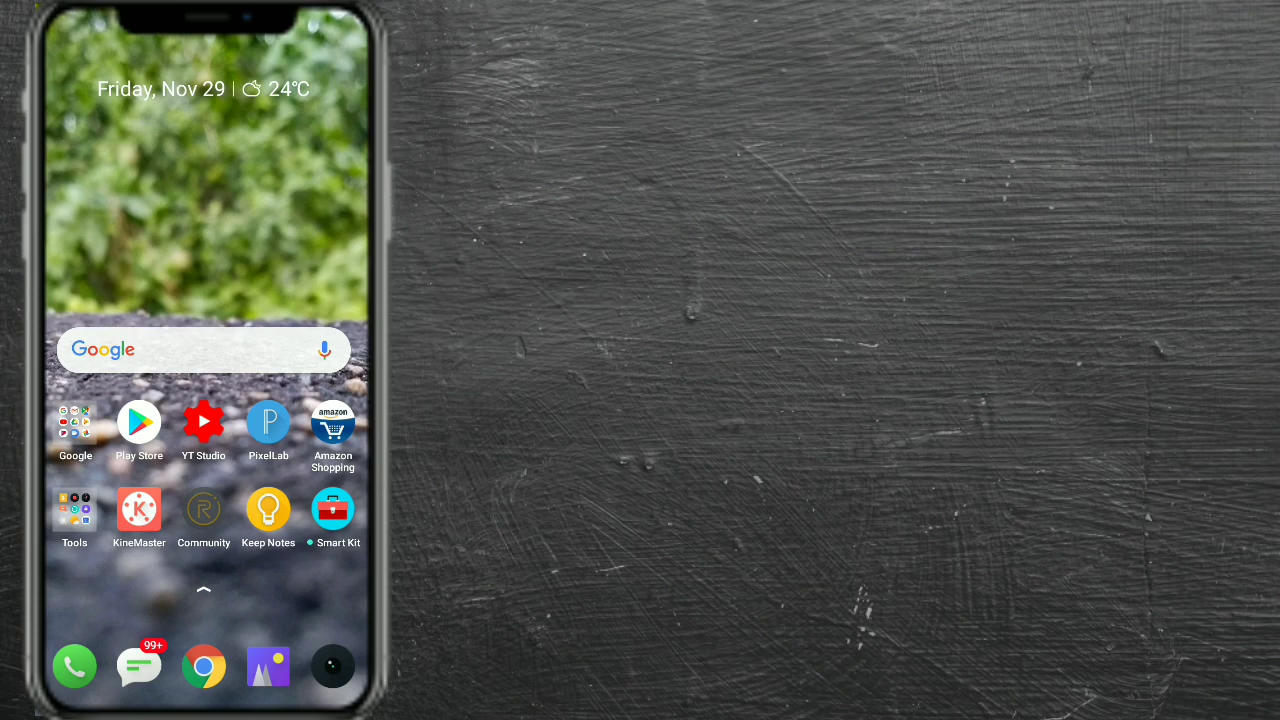 Friday, Nov 29 | 24°C
Google
amazon
Google
Play Store
YT Studio
PixelLab
Amazon
Shopping
K
R
Tools
KineMaster
Community
Keep Notes
Smart Kit
99+